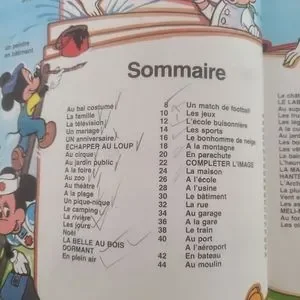 un peintre
en bâtiment
Sommaire
Au bal costumé
La famille
La télévision
Un mariage
UN anniversaire
ECHAPPER AU LOUP
Au cirque
Au jardin public
A la foire
Au zoo
Au théâtre
A la plage
Un pique-nique
Le camping
La rivière
Les jours
Noël
LA BELLE AU BOIS
DORMANT
En plein air
8
10
12
14
16
18
20
22
24
26
28
30
32
34
36
38
40
42
44
Un match de football
Les jeux
L'école buissonnière
Les sports
Le bonhomme de neige
A la montagne
En parachute
COMPLÉTER L'IMAGE
La maison
A l'école
A l'usine
Le bâtiment
La rue
Au garage
A la gare
Le train
Au port
A l'aéroport
En bateau
Au moulin